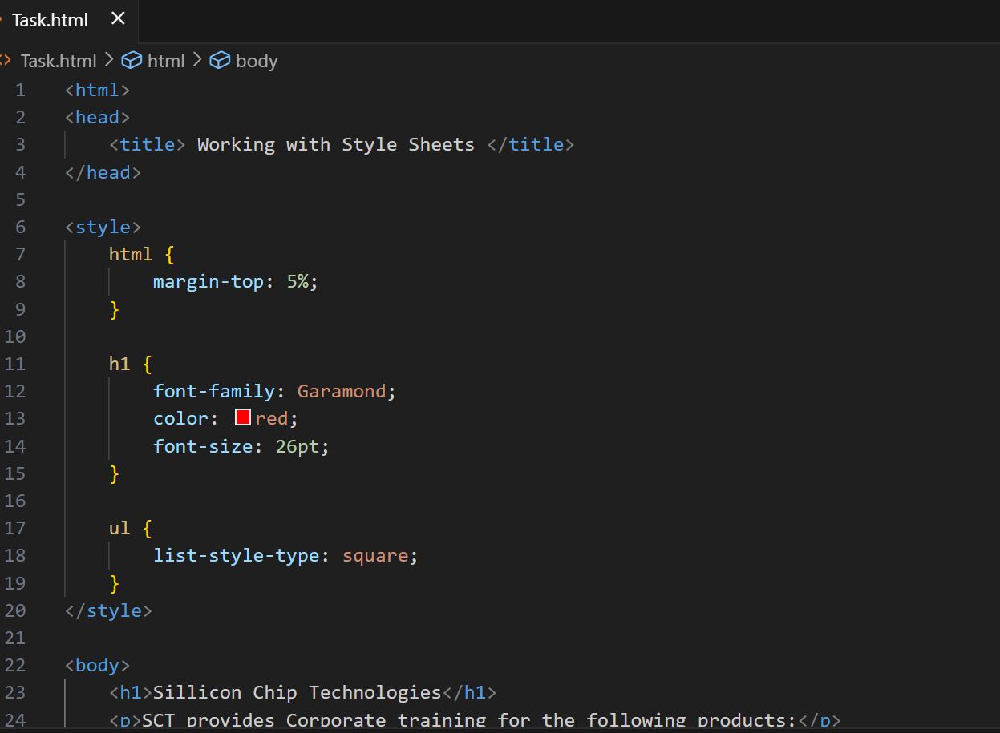 Task.html
Task.html > html > body
1 <html>
2 <head>
3     <title> Working with Style Sheets </title>
4 </head>
5
6 <style>
7     html {
8         margin-top: 5%;
9     }
10
11     h1 {
12         font-family: Garamond;
13         color: red;
14         font-size: 26pt;
15     }
16
17     ul {
18         list-style-type: square;
19     }
20 </style>
21
22 <body>
23     <h1>Sillicon Chip Technologies</h1>
24     <p>SCT provides Corporate training for the following products:</p>